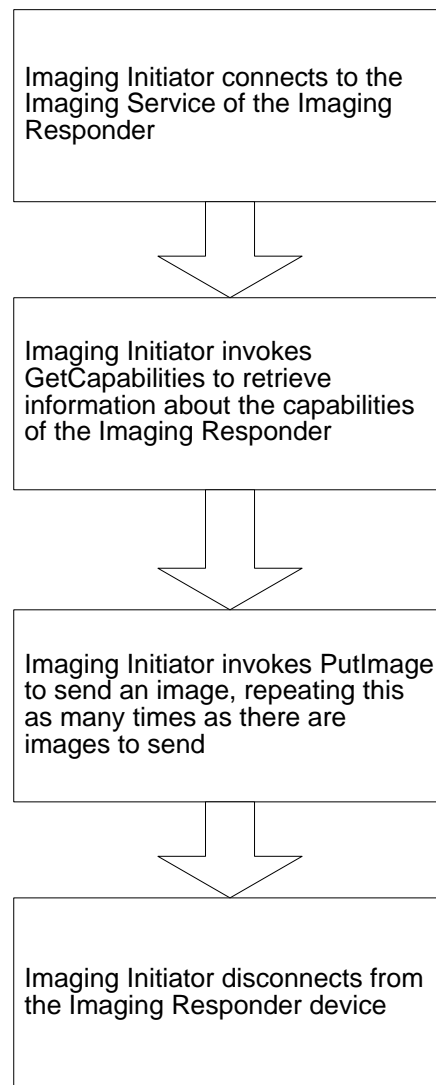 Imaging Initiator connects to the
Imaging Service of the Imaging
Responder
Imaging Initiator invokes
GetCapabilities to retrieve
information about the capabilities
of the Imaging Responder
Imaging Initiator invokes PutImage
to send an image, repeating this
as many times as there are
images to send
Imaging Initiator disconnects from
the Imaging Responder device